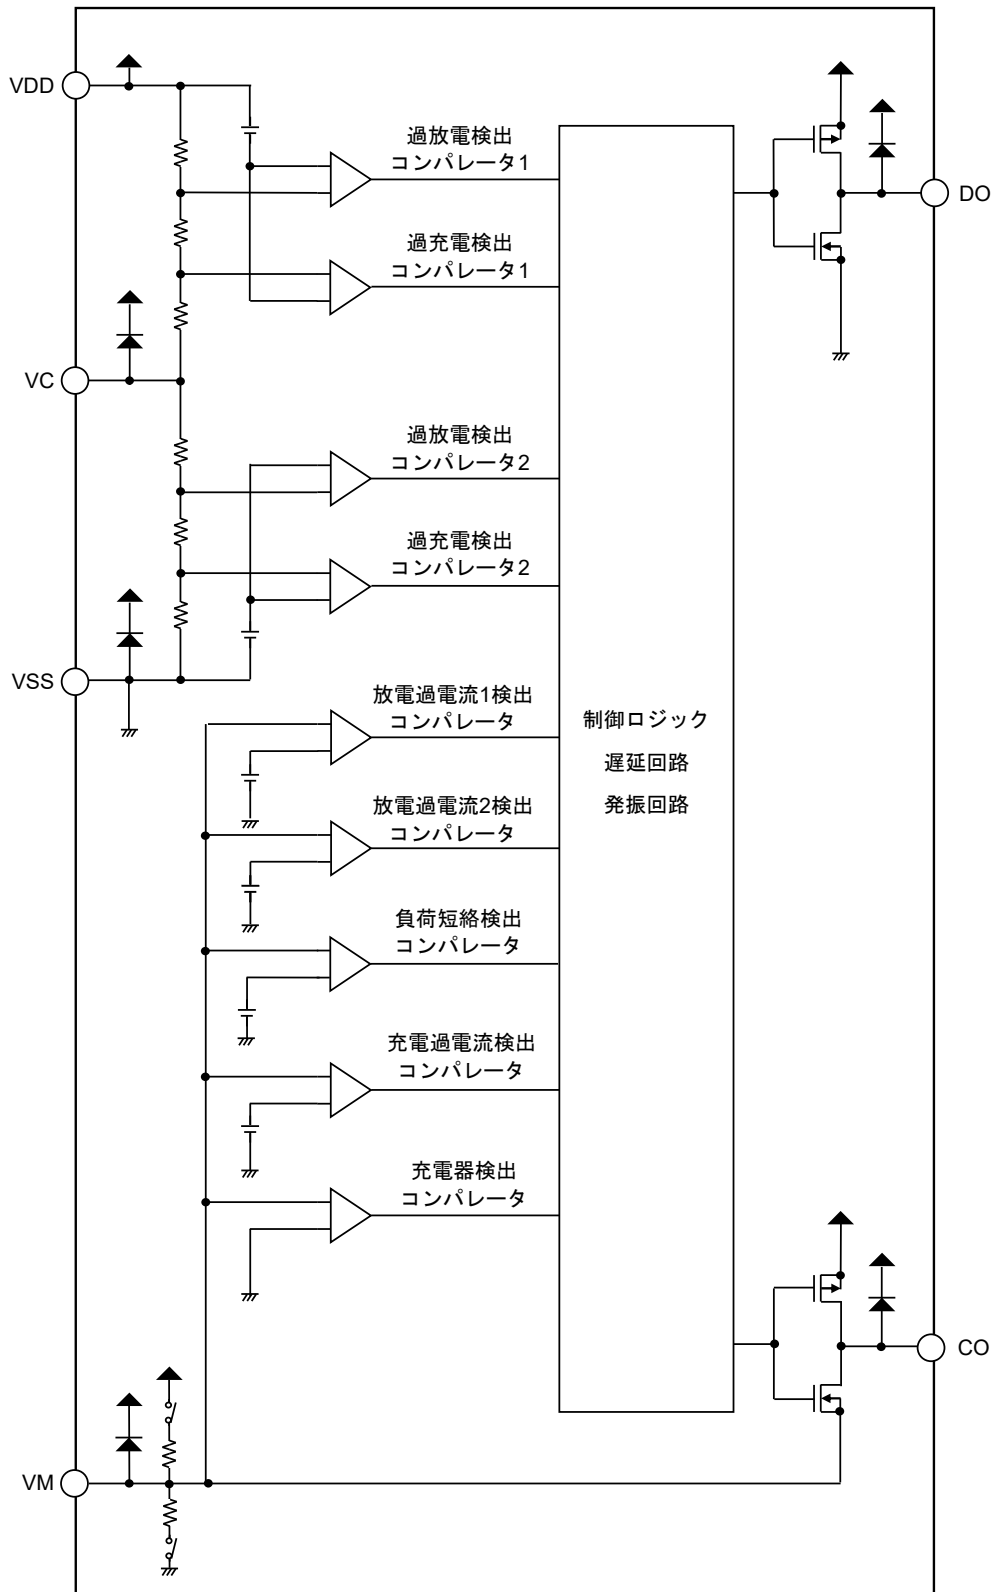 VDD
過放電検出
コンパレータ1
DO
過充電検出
コンパレータ1
VC
過放電検出
コンパレータ2
過充電検出
コンパレータ2
VSS
放電過電流1検出
コンパレータ
制御ロジック
遅延回路
発振回路
放電過電流2検出
コンパレータ
負荷短絡検出
コンパレータ
充電過電流検出
コンパレータ
充電器検出
コンパレータ
CO
VM